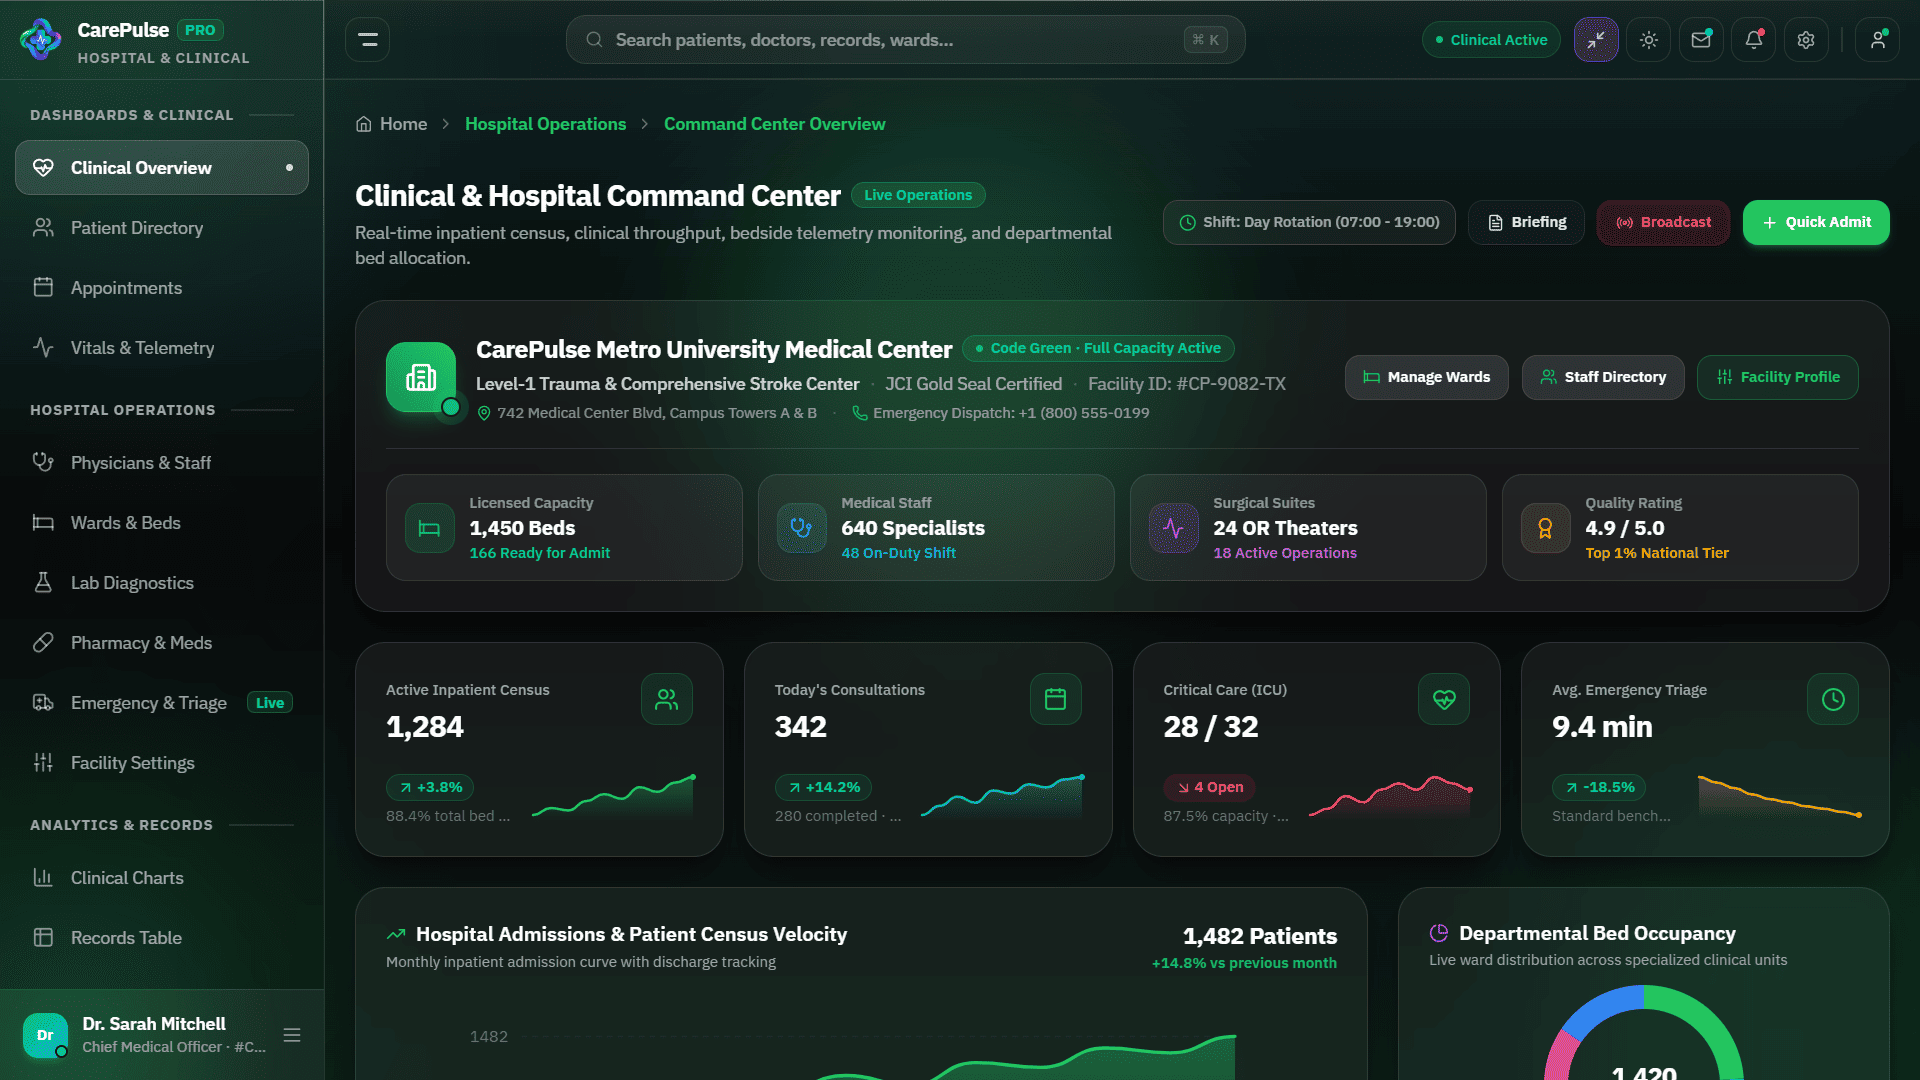 CarePulse PRO
HOSPITAL & CLINICAL
Search patients, doctors, records, wards...
⌘ K
Clinical Active
DASHBOARDS & CLINICAL
Clinical Overview
Patient Directory
Appointments
Vitals & Telemetry
HOSPITAL OPERATIONS
Physicians & Staff
Wards & Beds
Lab Diagnostics
Pharmacy & Meds
Emergency & Triage Live
Facility Settings
ANALYTICS & RECORDS
Clinical Charts
Records Table
Dr
Dr. Sarah Mitchell
Chief Medical Officer · #C...
Home > Hospital Operations > Command Center Overview
Clinical & Hospital Command Center Live Operations
Real-time inpatient census, clinical throughput, bedside telemetry monitoring, and departmental
bed allocation.
Shift: Day Rotation (07:00 - 19:00)
Briefing
Broadcast
Quick Admit
CarePulse Metro University Medical Center Code Green · Full Capacity Active
Level-1 Trauma & Comprehensive Stroke Center · JCI Gold Seal Certified · Facility ID: #CP-9082-TX
742 Medical Center Blvd, Campus Towers A & B · Emergency Dispatch: +1 (800) 555-0199
Manage Wards
Staff Directory
Facility Profile
Licensed Capacity
1,450 Beds
166 Ready for Admit
Medical Staff
640 Specialists
48 On-Duty Shift
Surgical Suites
24 OR Theaters
18 Active Operations
Quality Rating
4.9 / 5.0
Top 1% National Tier
Active Inpatient Census
1,284
+3.8%
88.4% total bed ...
Today's Consultations
342
+14.2%
280 completed · ...
Critical Care (ICU)
28 / 32
4 Open
87.5% capacity ·...
Avg. Emergency Triage
9.4 min
-18.5%
Standard bench...
Hospital Admissions & Patient Census Velocity
Monthly inpatient admission curve with discharge tracking
1,482 Patients
+14.8% vs previous month
1482
Departmental Bed Occupancy
Live ward distribution across specialized clinical units
1,420